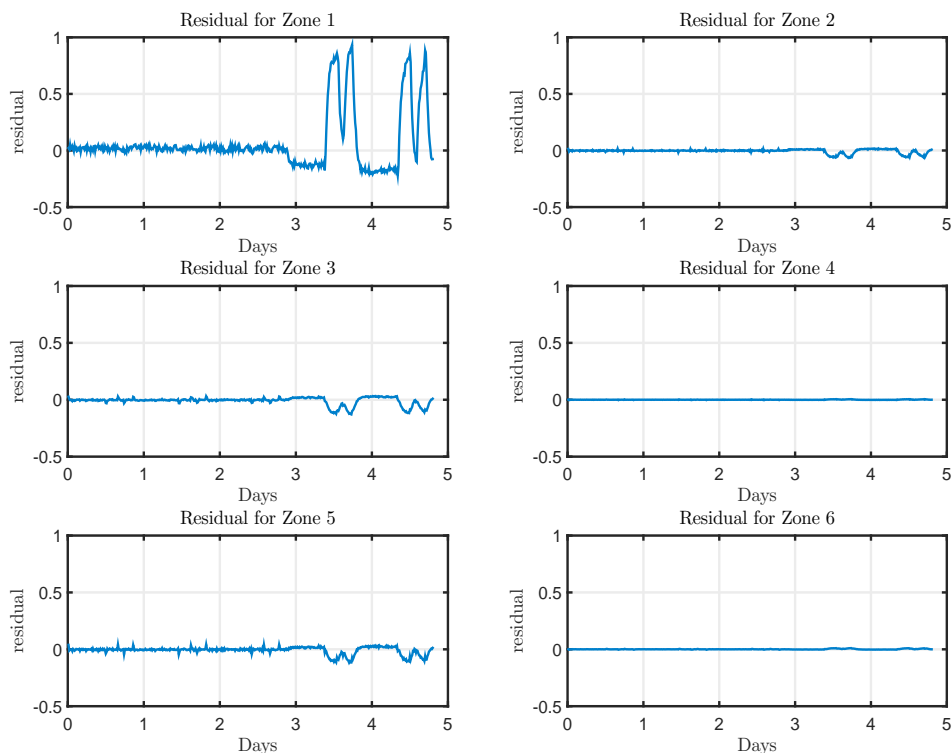 Residual for Zone 1
1
0.5
0
-0.5
residual
0 1 2 3 4 5
Days
Residual for Zone 2
1
0.5
0
-0.5
residual
0 1 2 3 4 5
Days
Residual for Zone 3
1
0.5
0
-0.5
residual
0 1 2 3 4 5
Days
Residual for Zone 4
1
0.5
0
-0.5
residual
0 1 2 3 4 5
Days
Residual for Zone 5
1
0.5
0
-0.5
residual
0 1 2 3 4 5
Residual for Zone 6
1
0.5
0
-0.5
residual
0 1 2 3 4 5